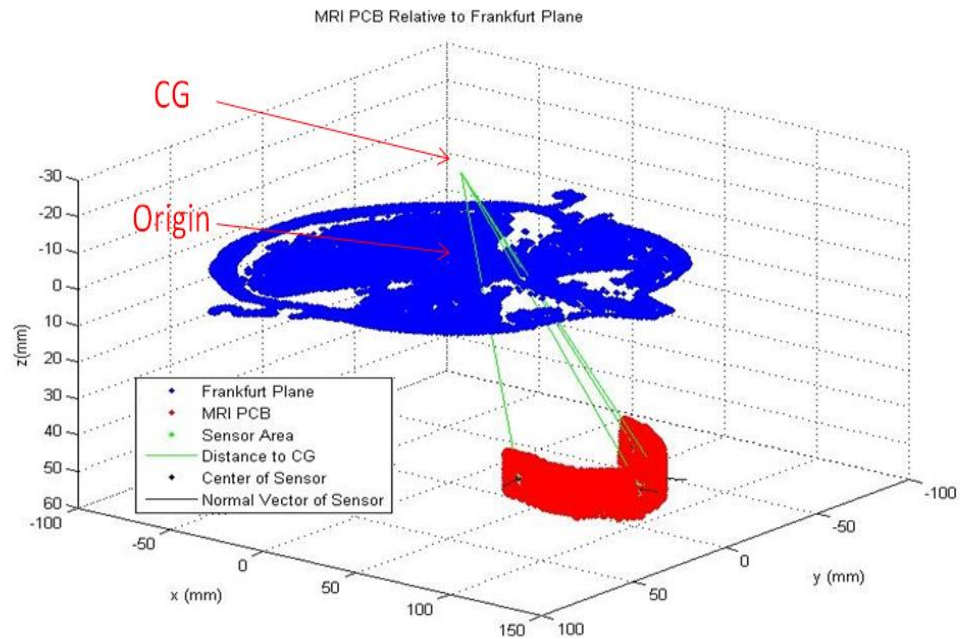 MRI PCB Relative to Frankfurt Plane
CG
Origin
-30
-20
-10
0
10
20
30
40
50
60
z(mm)
Frankfurt Plane
MRI PCB
Sensor Area
Distance to CG
Center of Sensor
Normal Vector of Sensor
-100
-50
0
50
100
150
x (mm)
100
50
0
-50
-100
y (mm)